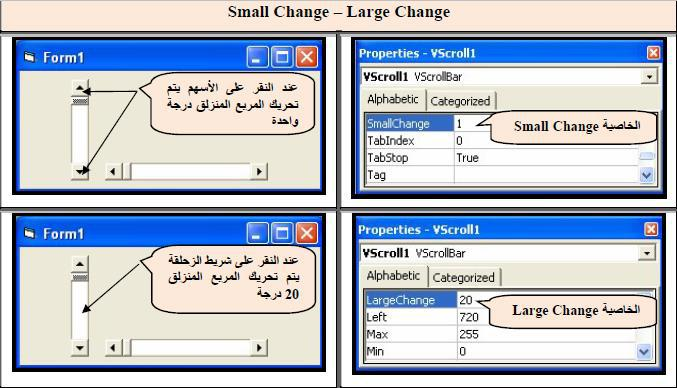 Small Change – Large Change
Form1
عند النقر على الأسهم يتم
تحريك المربع المنزلق درجة
واحدة
Properties - VScroll1
VScroll1 VScrollBar
Alphabetic Categorized
SmallChange 1
TabIndex 0
TabStop True
Tag
الخاصية Small Change
Form1
عند النقر على شريط الزحلقة
يتم تحريك المربع المنزلق
20 درجة
Properties - VScroll1
VScroll1 VScrollBar
Alphabetic Categorized
LargeChange 20
Left 720
Max 255
Min 0
الخاصية Large Change